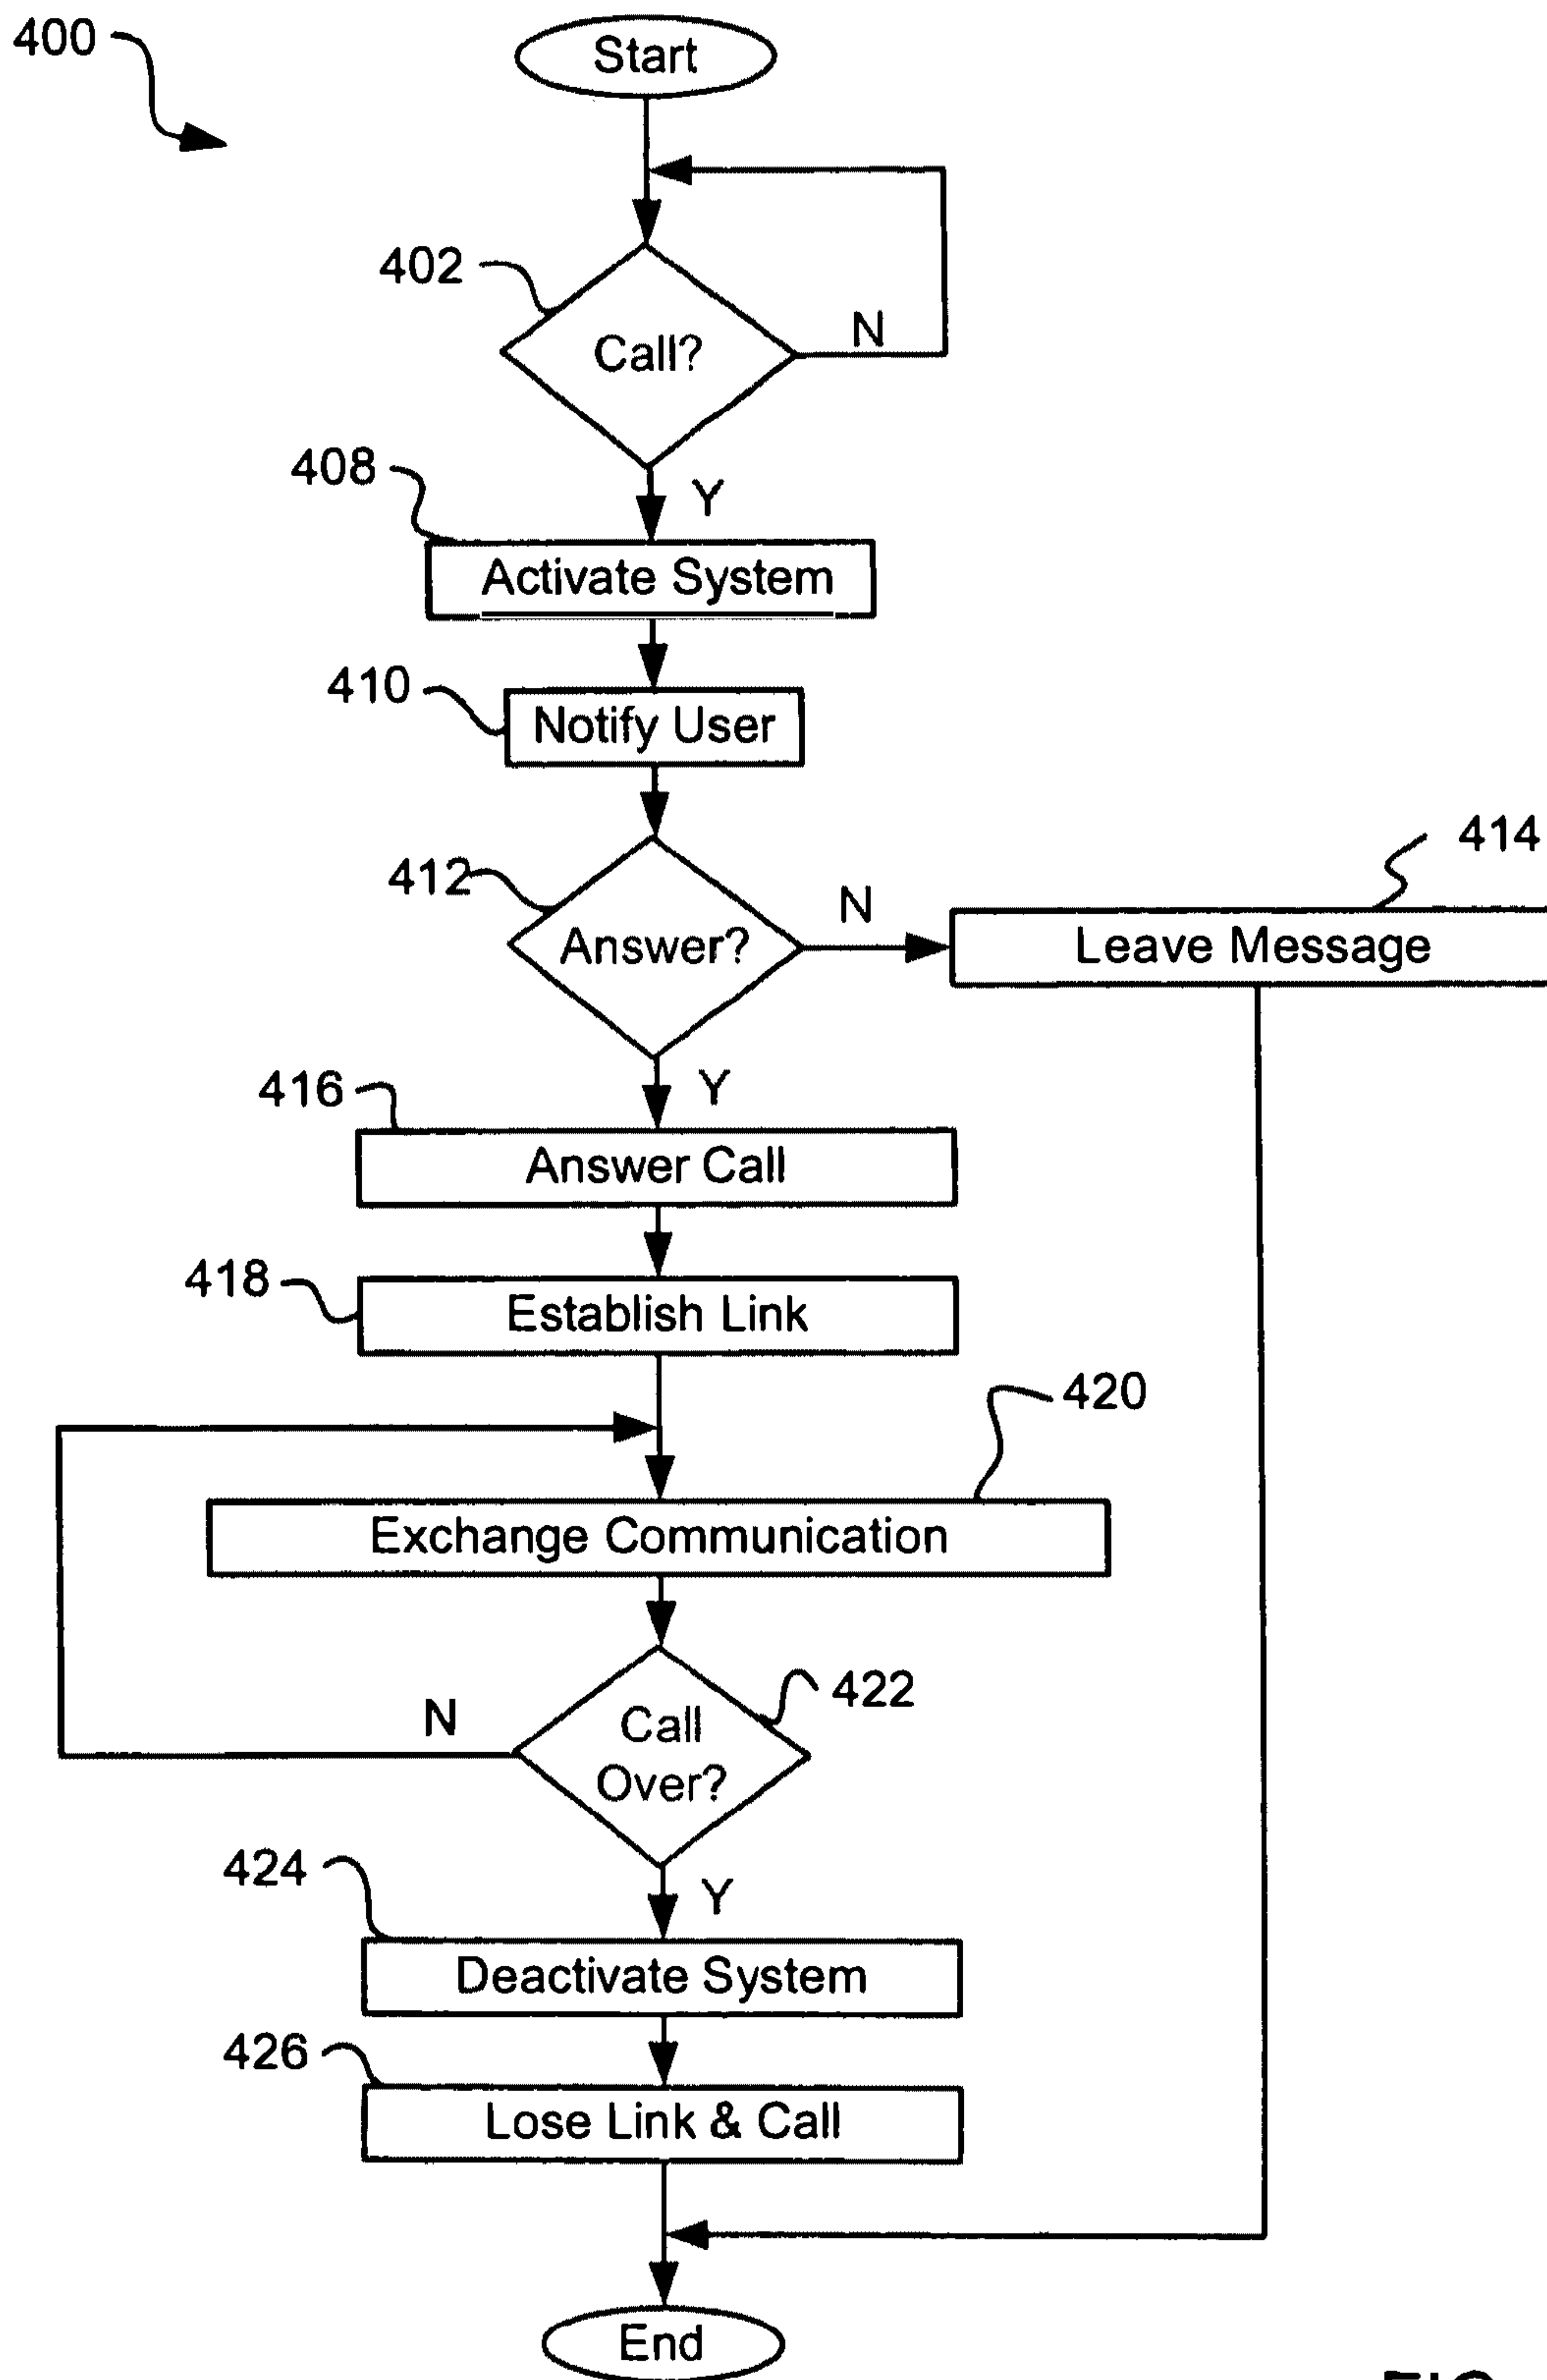 400
Start
402
Call?
N
408
Y
Activate System
410
Notify User
412
Answer?
N
414
Leave Message
416
Y
Answer Call
418
Establish Link
420
Exchange Communication
422
N
Call
Over?
424
Y
Deactivate System
426
Lose Link & Call
End